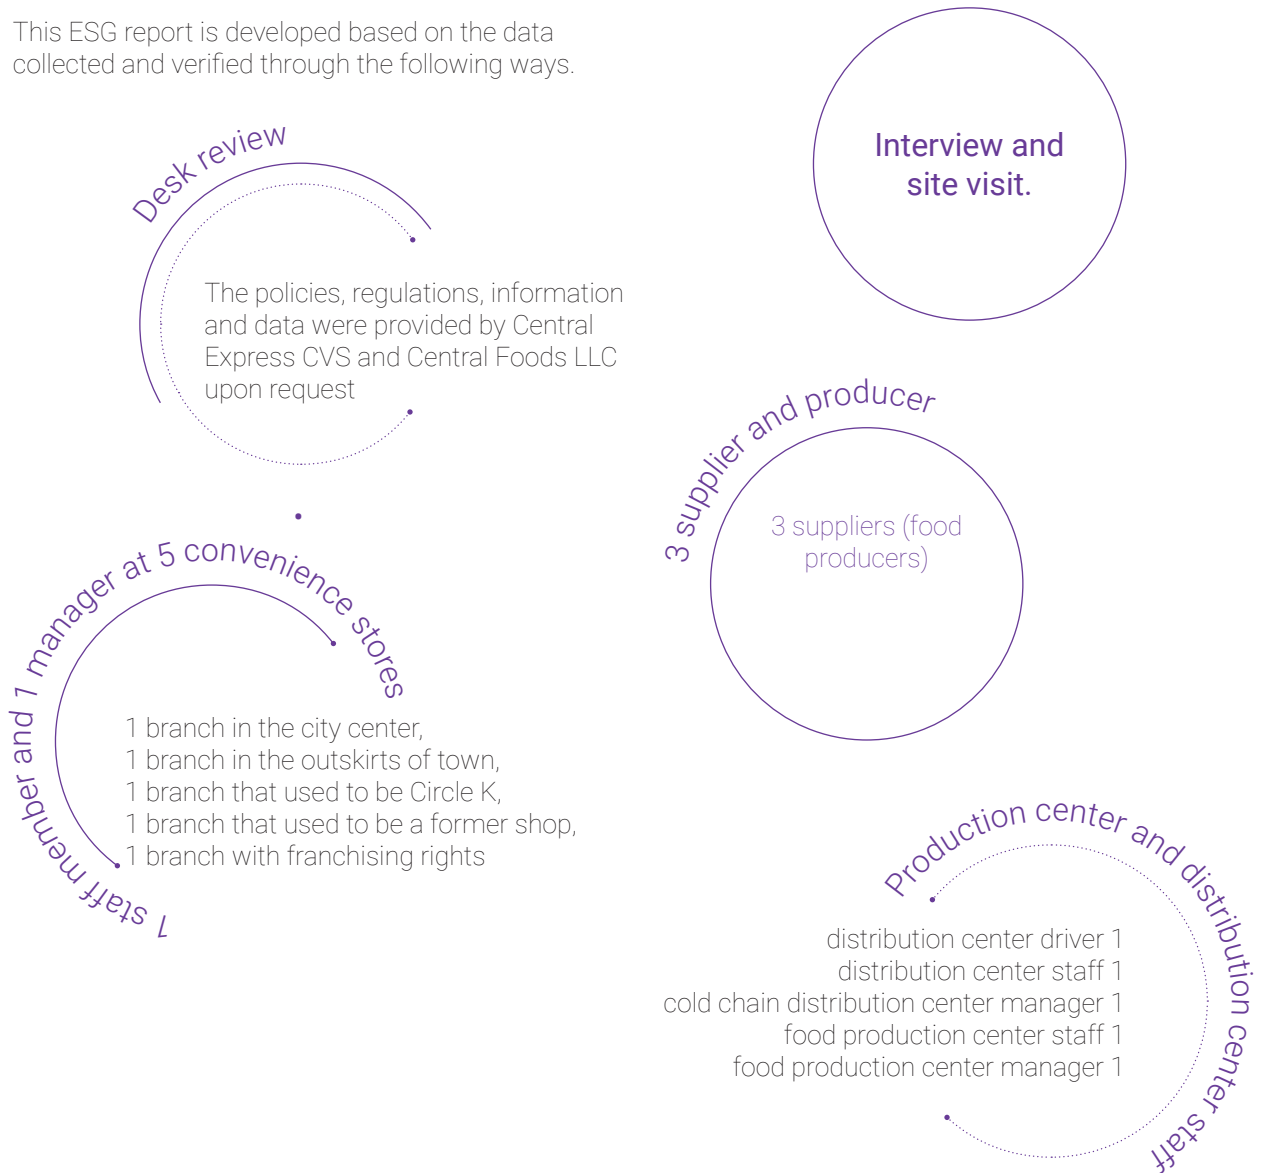 This ESG report is developed based on the data
collected and verified through the following ways.
Desk review
The policies, regulations, information
and data were provided by Central
Express CVS and Central Foods LLC
upon request
Interview and
site visit.
3 supplier and producer
3 suppliers (food
producers)
1 staff member and 1 manager at 5 convenience stores
1 branch in the city center,
1 branch in the outskirts of town,
1 branch that used to be Circle K,
1 branch that used to be a former shop,
1 branch with franchising rights
Production center and distribution center staff
distribution center driver 1
distribution center staff 1
cold chain distribution center manager 1
food production center staff 1
food production center manager 1